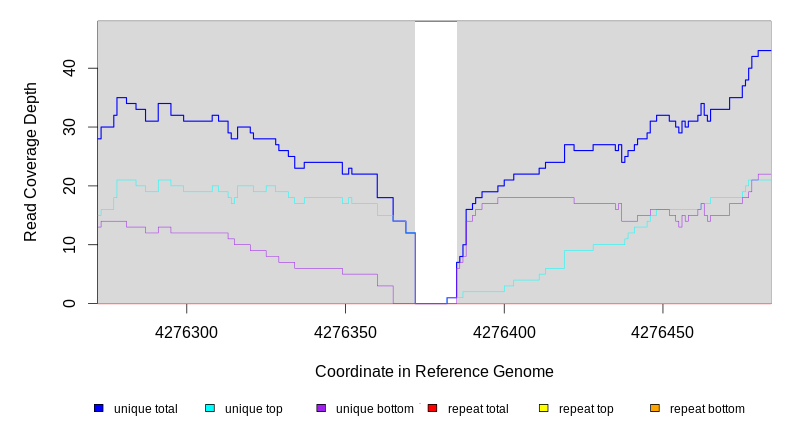 Read Coverage Depth
40
30
20
10
0
4276300 4276350 4276400 4276450
Coordinate in Reference Genome
unique total unique top unique bottom repeat total repeat top repeat bottom